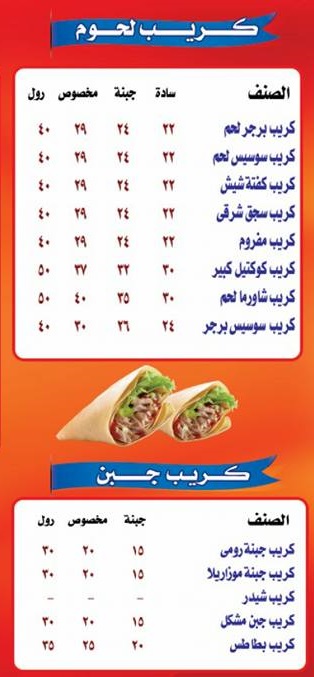 كريب لحوم
الصنف سادة جبنة مخصوص رول
كريب برجر لحم ٢٢ ٢٤ ٢٩ ٤٠
كريب سوسيس لحم ٢٢ ٢٤ ٢٩ ٤٠
كريب كفتة شيش ٢٢ ٢٤ ٢٩ ٤٠
كريب سجق شرقى ٢٢ ٢٤ ٢٩ ٤٠
كريب مفروم ٢٢ ٢٤ ٢٩ ٤٠
كريب كوكتيل كبير ٣٠ ٣٢ ٣٧ ٥٠
كريب شاورما لحم ٣٠ ٣٥ ٤٠ ٥٠
كريب سوسيس برجر ٢٤ ٢٦ ٣٠ ٤٠
كريب جبن
الصنف جبنة مخصوص رول
كريب جبنة رومى ١٥ ٢٠ ٣٠
كريب جبنة موزاريلا ١٥ ٢٠ ٣٠
كريب شيدر - - -
كريب جبن مشكل ١٥ ٢٠ ٣٠
كريب بطاطس ٢٠ ٢٥ ٣٥